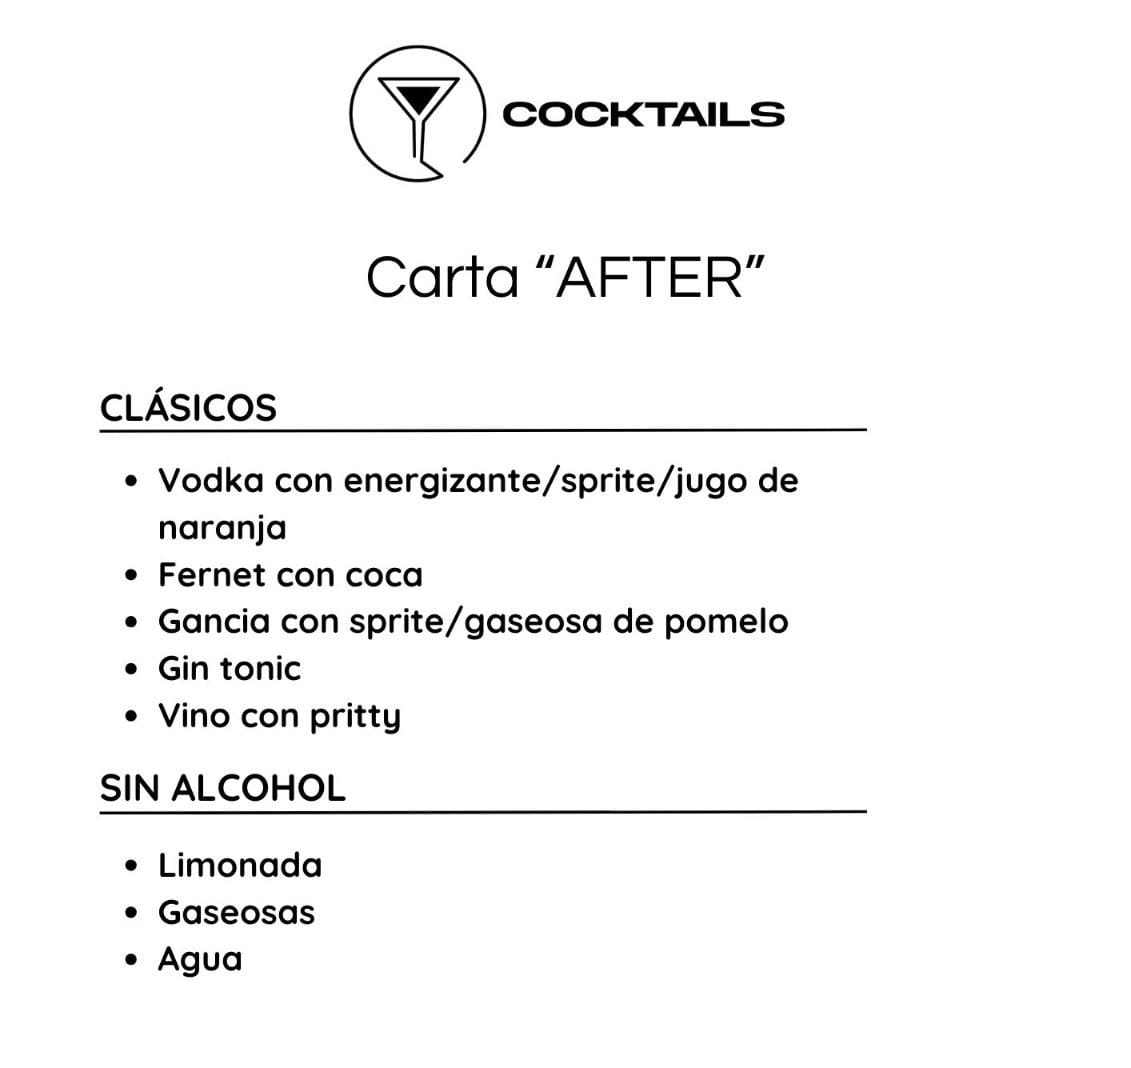 COCKTAILS
Carta “AFTER”
CLÁSICOS
• Vodka con energizante/sprite/jugo de
naranja
• Fernet con coca
• Gancia con sprite/gaseosa de pomelo
• Gin tonic
• Vino con pritty
SIN ALCOHOL
• Limonada
• Gaseosas
• Agua